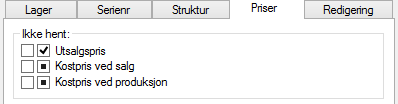 Lager Serienr Struktur Priser Redigering
Ikke hent:
Utsalgspris
Kostpris ved salg
Kostpris ved produksjon